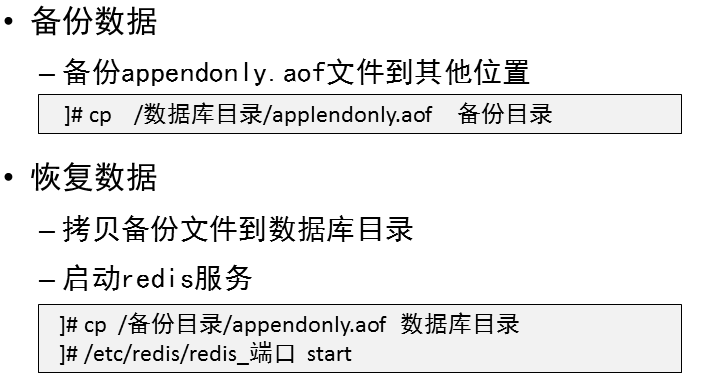 • 备份数据
– 备份appendonly.aof文件到其他位置
]# cp /数据库目录/applendonly.aof 备份目录
• 恢复数据
– 拷贝备份文件到数据库目录
– 启动redis服务
]# cp /备份目录/appendonly.aof 数据库目录
]# /etc/redis/redis_端口 start